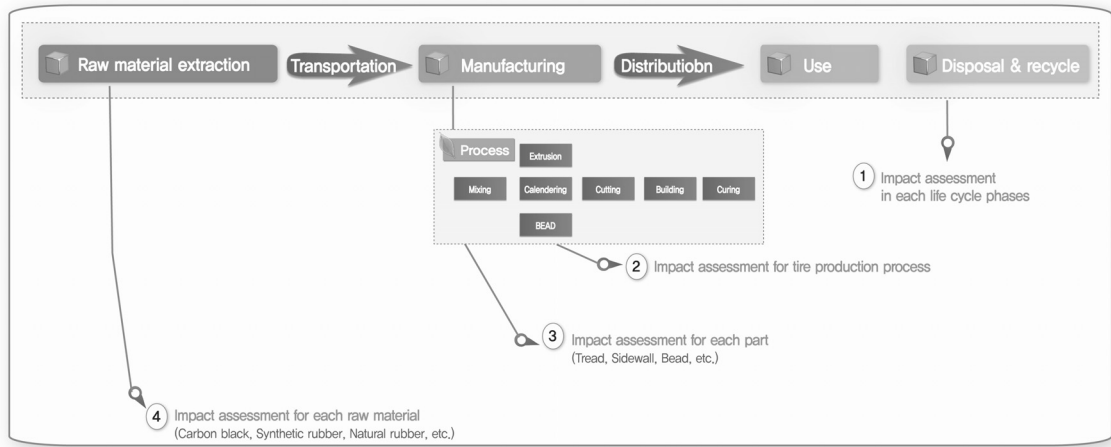 Raw material extraction
Transportation
Manufacturing
Distributiobn
Use
Disposal & recycle
Process
Extrusion
Mixing
Calendering
Cutting
Building
Curing
BEAD
1 Impact assessment
in each life cycle phases
2 Impact assessment for tire production process
3 Impact assessment for each part
(Tread, Sidewall, Bead, etc.)
4 Impact assessment for each raw material
(Carbon black, Synthetic rubber, Natural rubber, etc.)